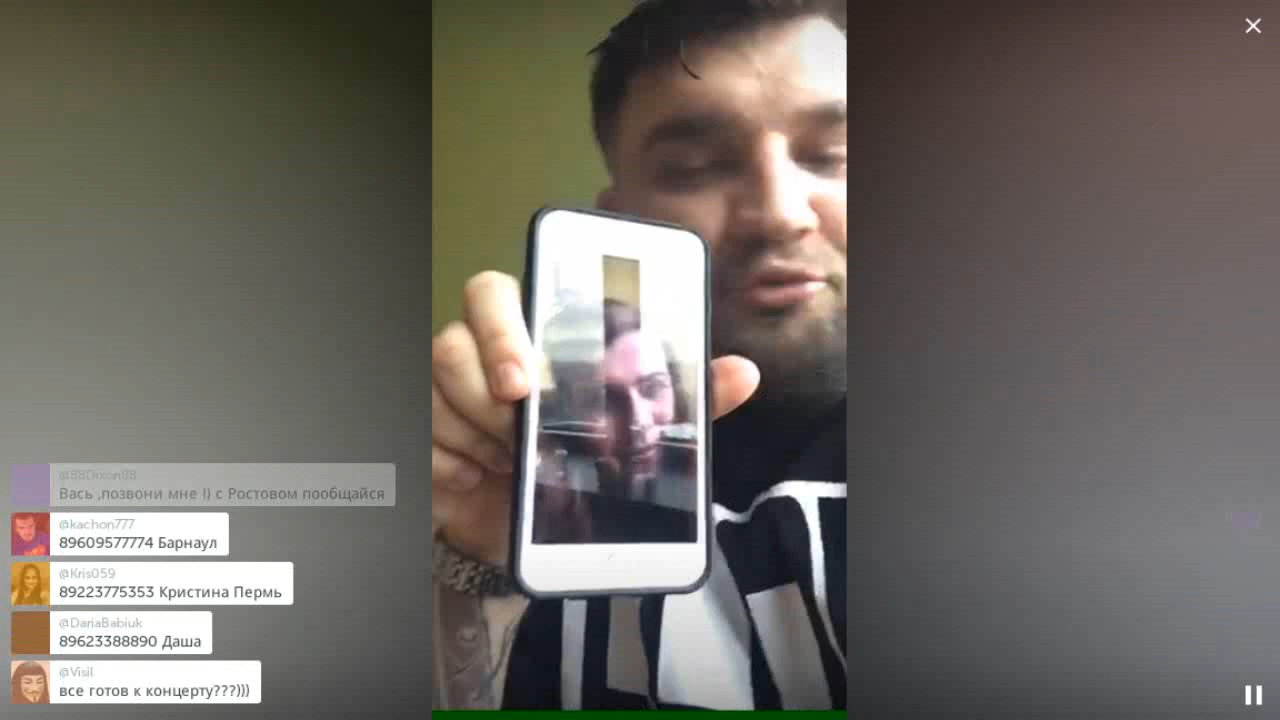 @88Dixon88
Вась ,позвони мне !) с Ростовом пообщайся
@kachon777
89609577774 Барнаул
@Kris059
89223775353 Кристина Пермь
@DariaBabiuk
89623388890 Даша
@Visil
все готов к концерту???)))